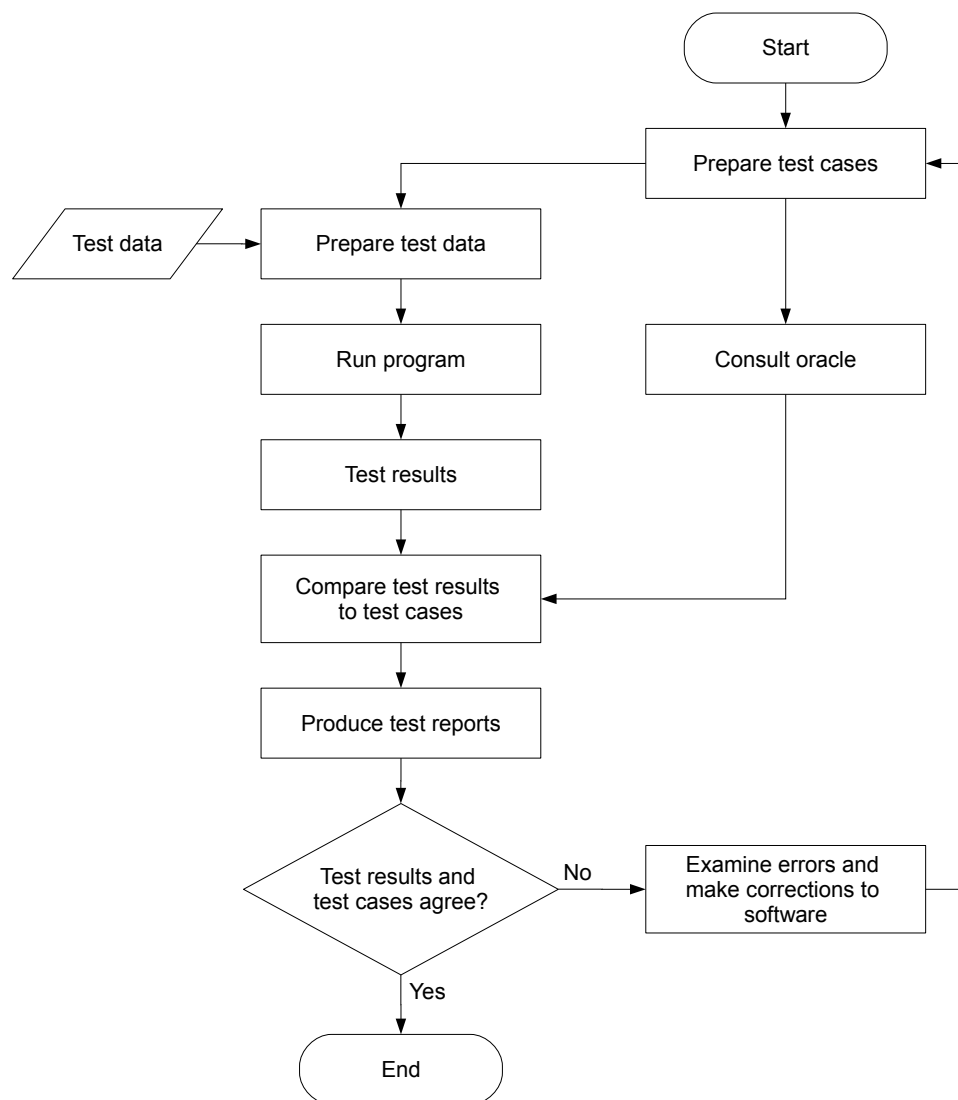 Start
Prepare test cases
Test data
Prepare test data
Run program
Consult oracle
Test results
Compare test results
to test cases
Produce test reports
Test results and
test cases agree?
No
Examine errors and
make corrections to
software
Yes
End